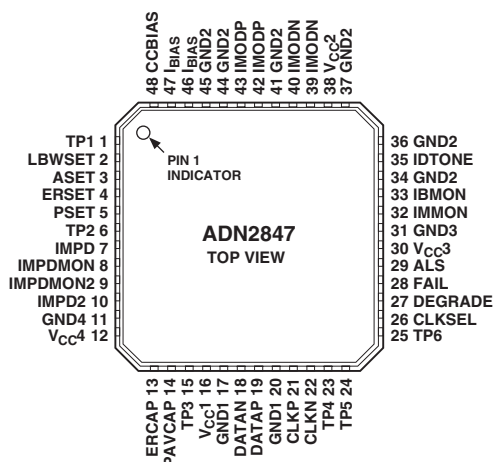 48 CCBIAS
47 IBIAS
46 IBIAS
45 GND2
44 GND2
43 IMODP
42 IMODP
41 GND2
40 IMODN
39 IMODN
38 VCC2
37 GND2
TP1 1
LBWSET 2
ASET 3
ERSET 4
PSET 5
TP2 6
IMPD 7
IMPDMON 8
IMPDMON2 9
IMPD2 10
GND4 11
VCC4 12
PIN 1
INDICATOR
ADN2847
TOP VIEW
36 GND2
35 IDTONE
34 GND2
33 IBMON
32 IMMON
31 GND3
30 VCC3
29 ALS
28 FAIL
27 DEGRADE
26 CLKSEL
25 TP6
ERCAP 13
PAVCAP 14
TP3 15
VCC1 16
GND1 17
DATAN 18
DATAP 19
GND1 20
CLKP 21
CLKN 22
TP4 23
TP5 24